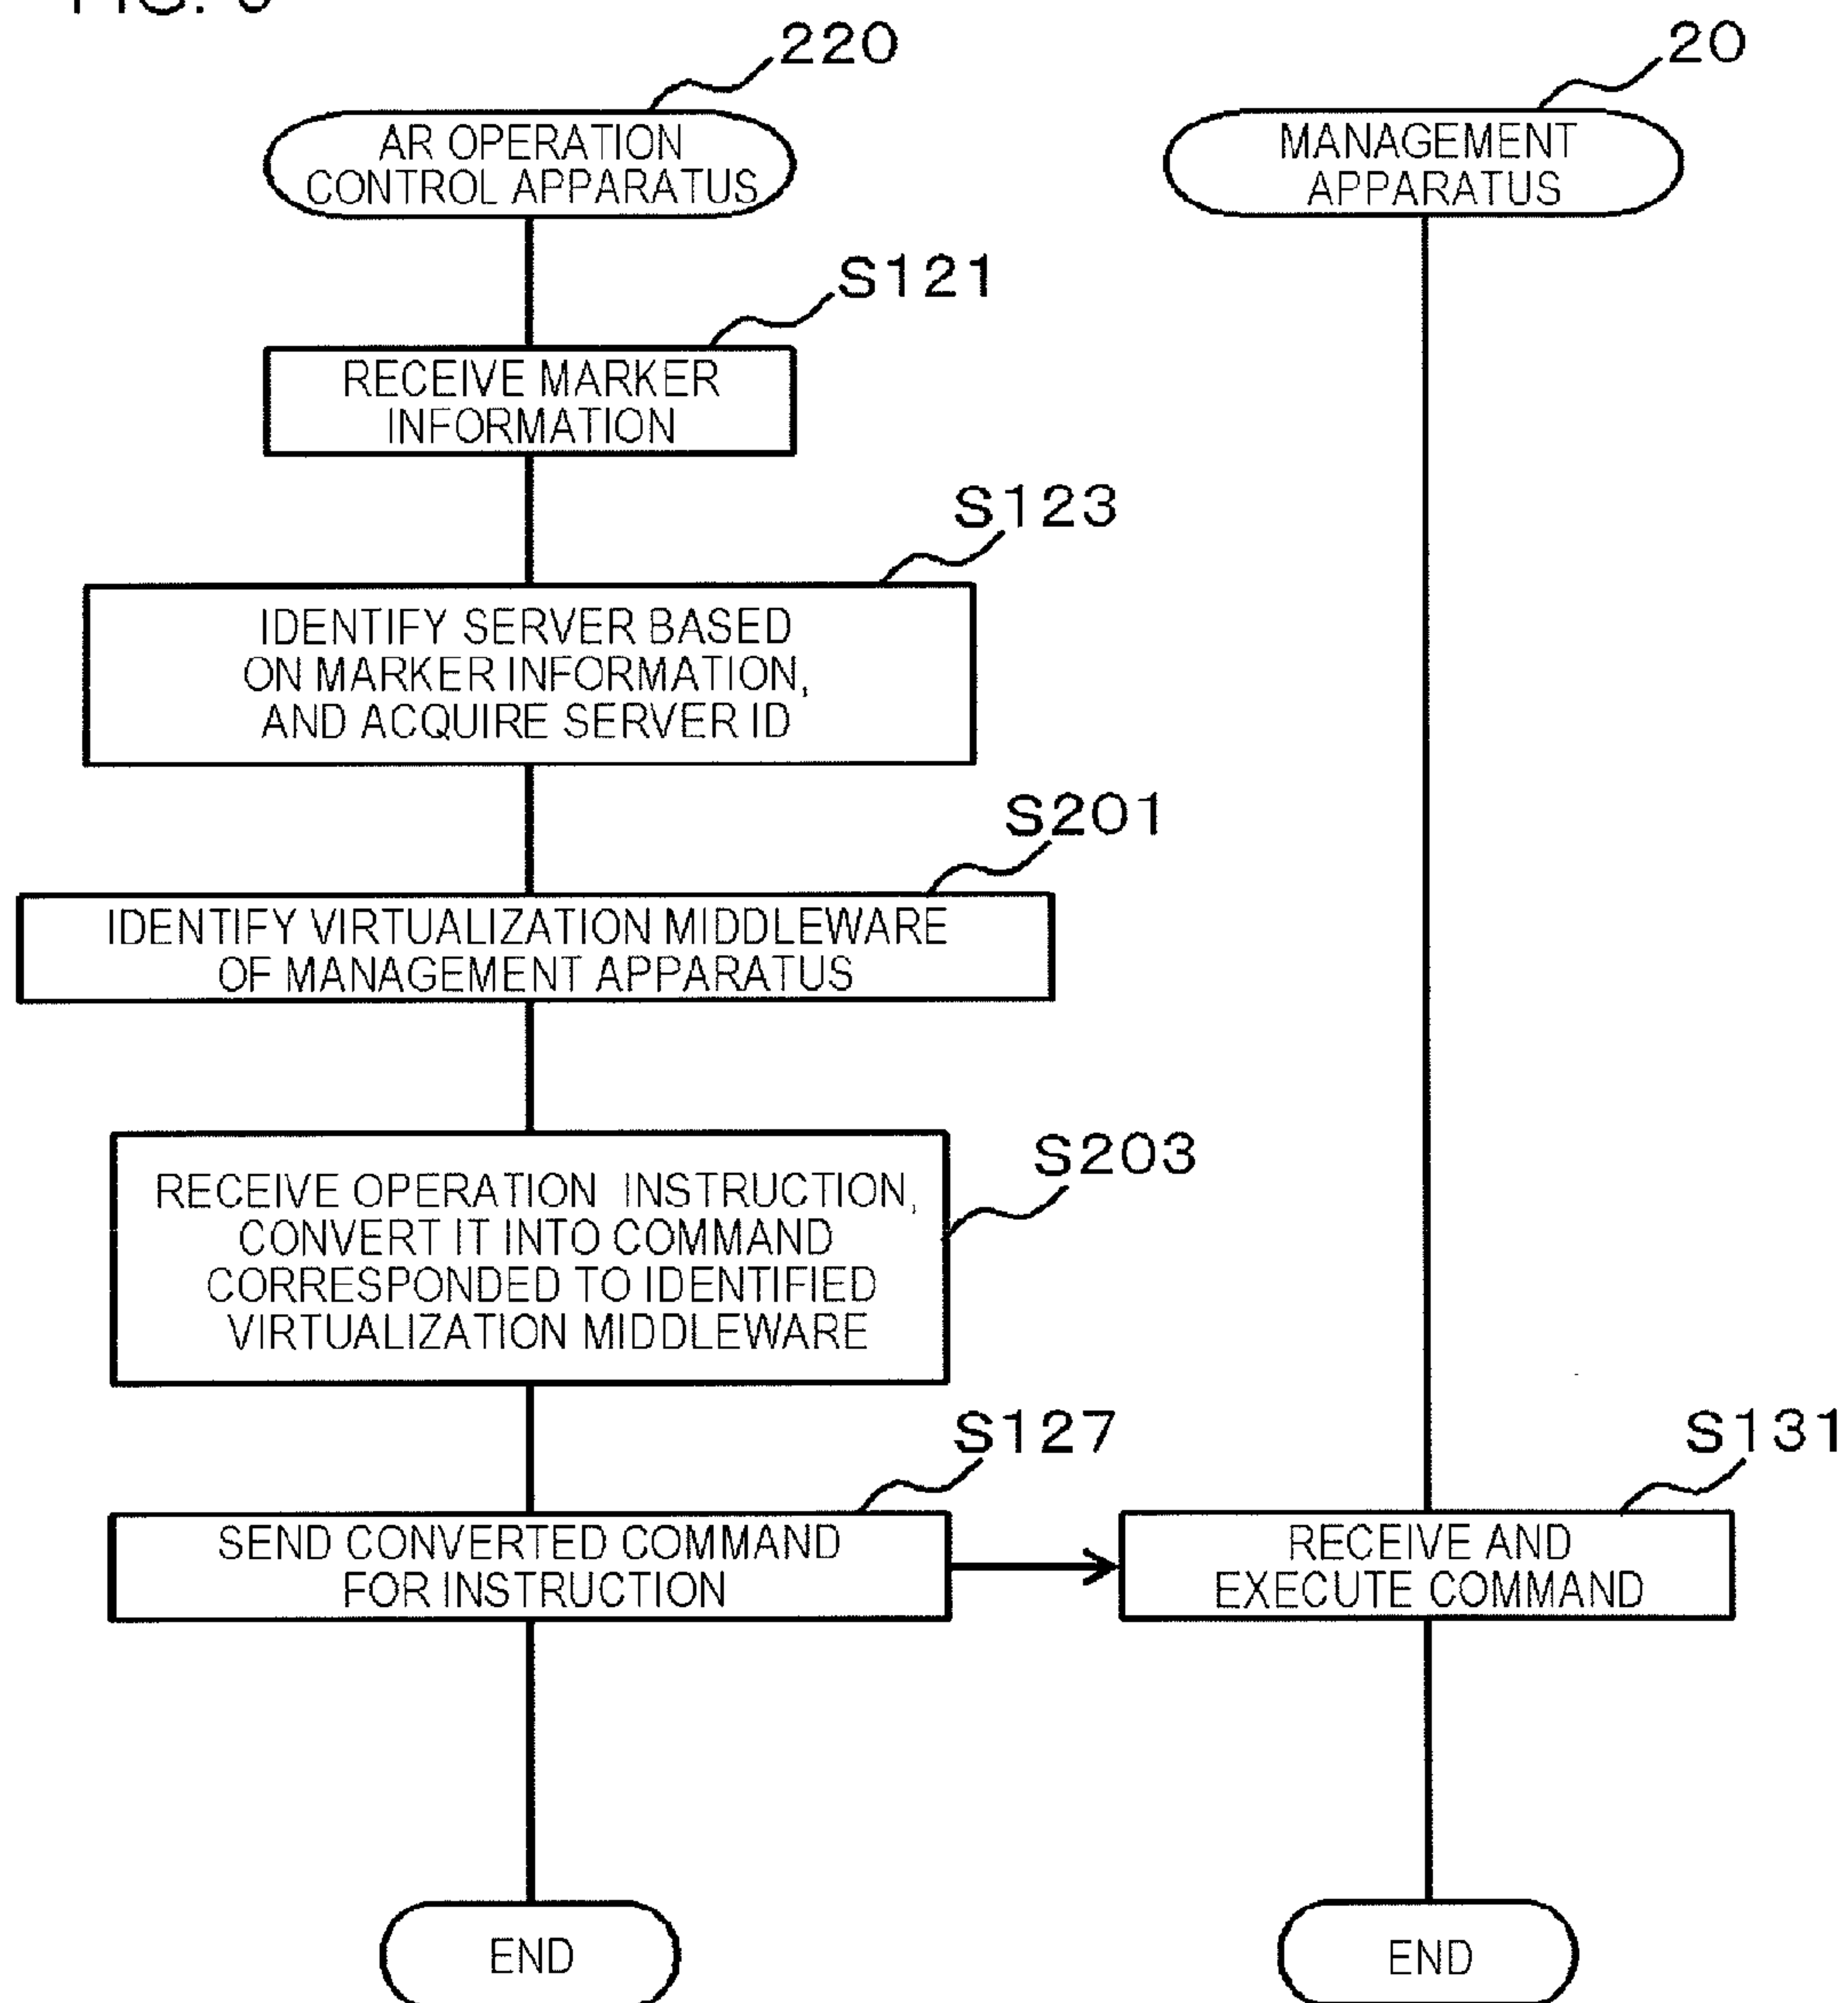 220
20
AR OPERATION
CONTROL APPARATUS
MANAGEMENT
APPARATUS
S121
RECEIVE MARKER
INFORMATION
S123
IDENTIFY SERVER BASED
ON MARKER INFORMATION,
AND ACQUIRE SERVER ID
S201
IDENTIFY VIRTUALIZATION MIDDLEWARE
OF MANAGEMENT APPARATUS
S203
RECEIVE OPERATION INSTRUCTION,
CONVERT IT INTO COMMAND
CORRESPONDED TO IDENTIFIED
VIRTUALIZATION MIDDLEWARE
S127
S131
SEND CONVERTED COMMAND
FOR INSTRUCTION
RECEIVE AND
EXECUTE COMMAND
END
END